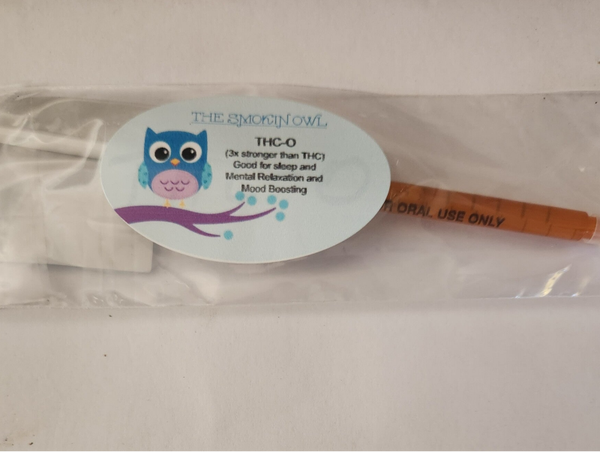 THE SMOKIN OWL
THC-O
(3x stronger than THC)
Good for sleep and
Mental Relaxation and
Mood Boosting
ORAL USE ONLY